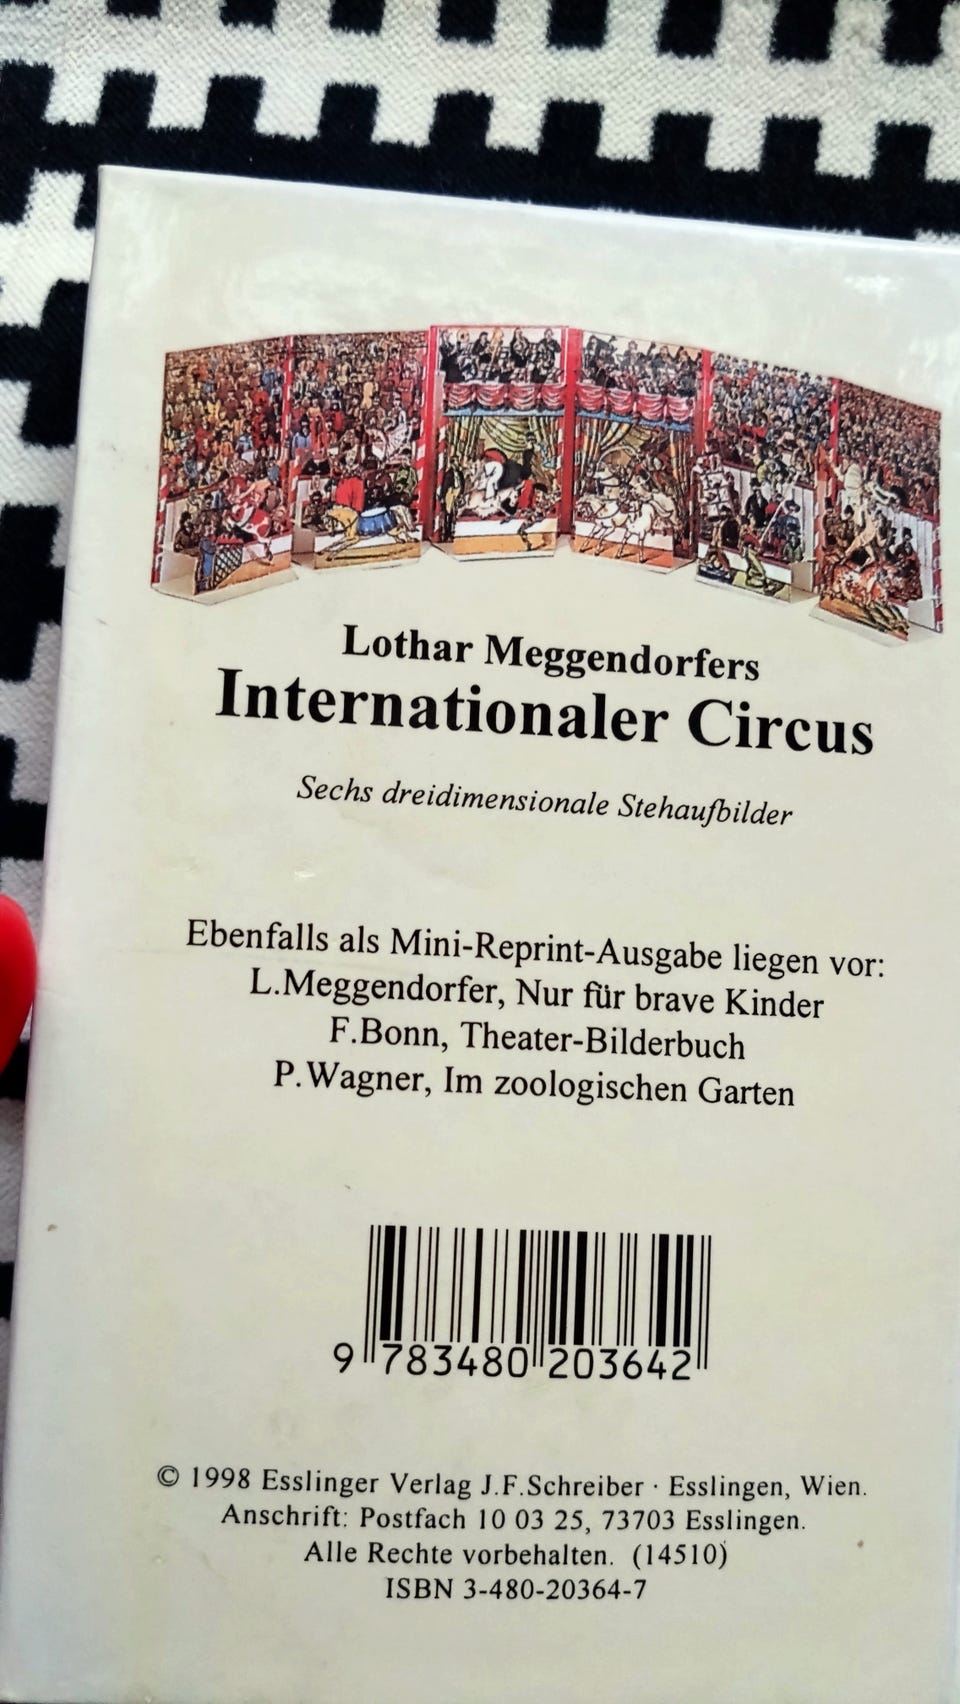 Lothar Meggendorfers
Internationaler Circus
Sechs dreidimensionale Stehaufbilder
Ebenfalls als Mini-Reprint-Ausgabe liegen vor:
L.Meggendorfer, Nur für brave Kinder
F.Bonn, Theater-Bilderbuch
P.Wagner, Im zoologischen Garten
9 783480 203642
© 1998 Esslinger Verlag J.F.Schreiber · Esslingen, Wien.
Anschrift: Postfach 10 03 25, 73703 Esslingen.
Alle Rechte vorbehalten. (14510)
ISBN 3-480-20364-7